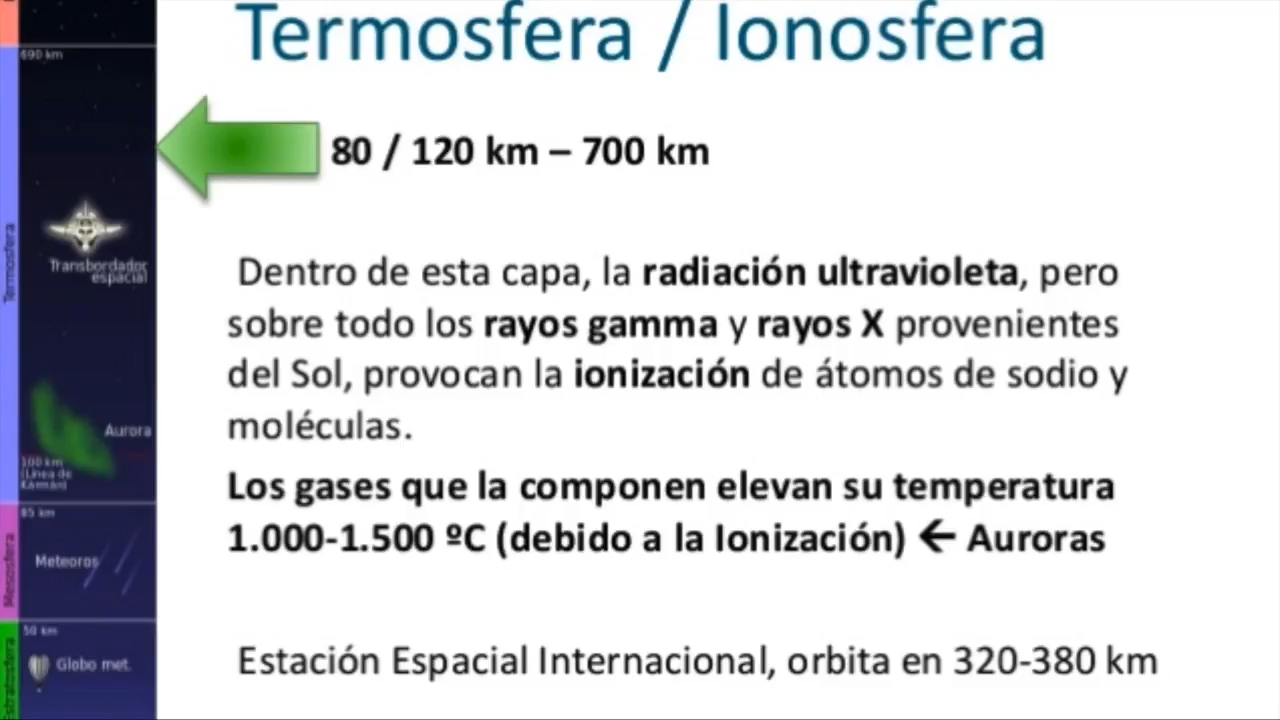 Termosfera / Ionosfera
80 / 120 km – 700 km
Dentro de esta capa, la radiación ultravioleta, pero
sobre todo los rayos gamma y rayos X provenientes
del Sol, provocan la ionización de átomos de sodio y
moléculas.
Los gases que la componen elevan su temperatura
1.000-1.500 ºC (debido a la Ionización) ← Auroras
Estación Espacial Internacional, orbita en 320-380 km
690 km
Termosfera
Transbordador
espacial
Aurora
100 km
(Línea de
Kármán)
85 km
Mesosfera
Meteoros
50 km
Globo met.